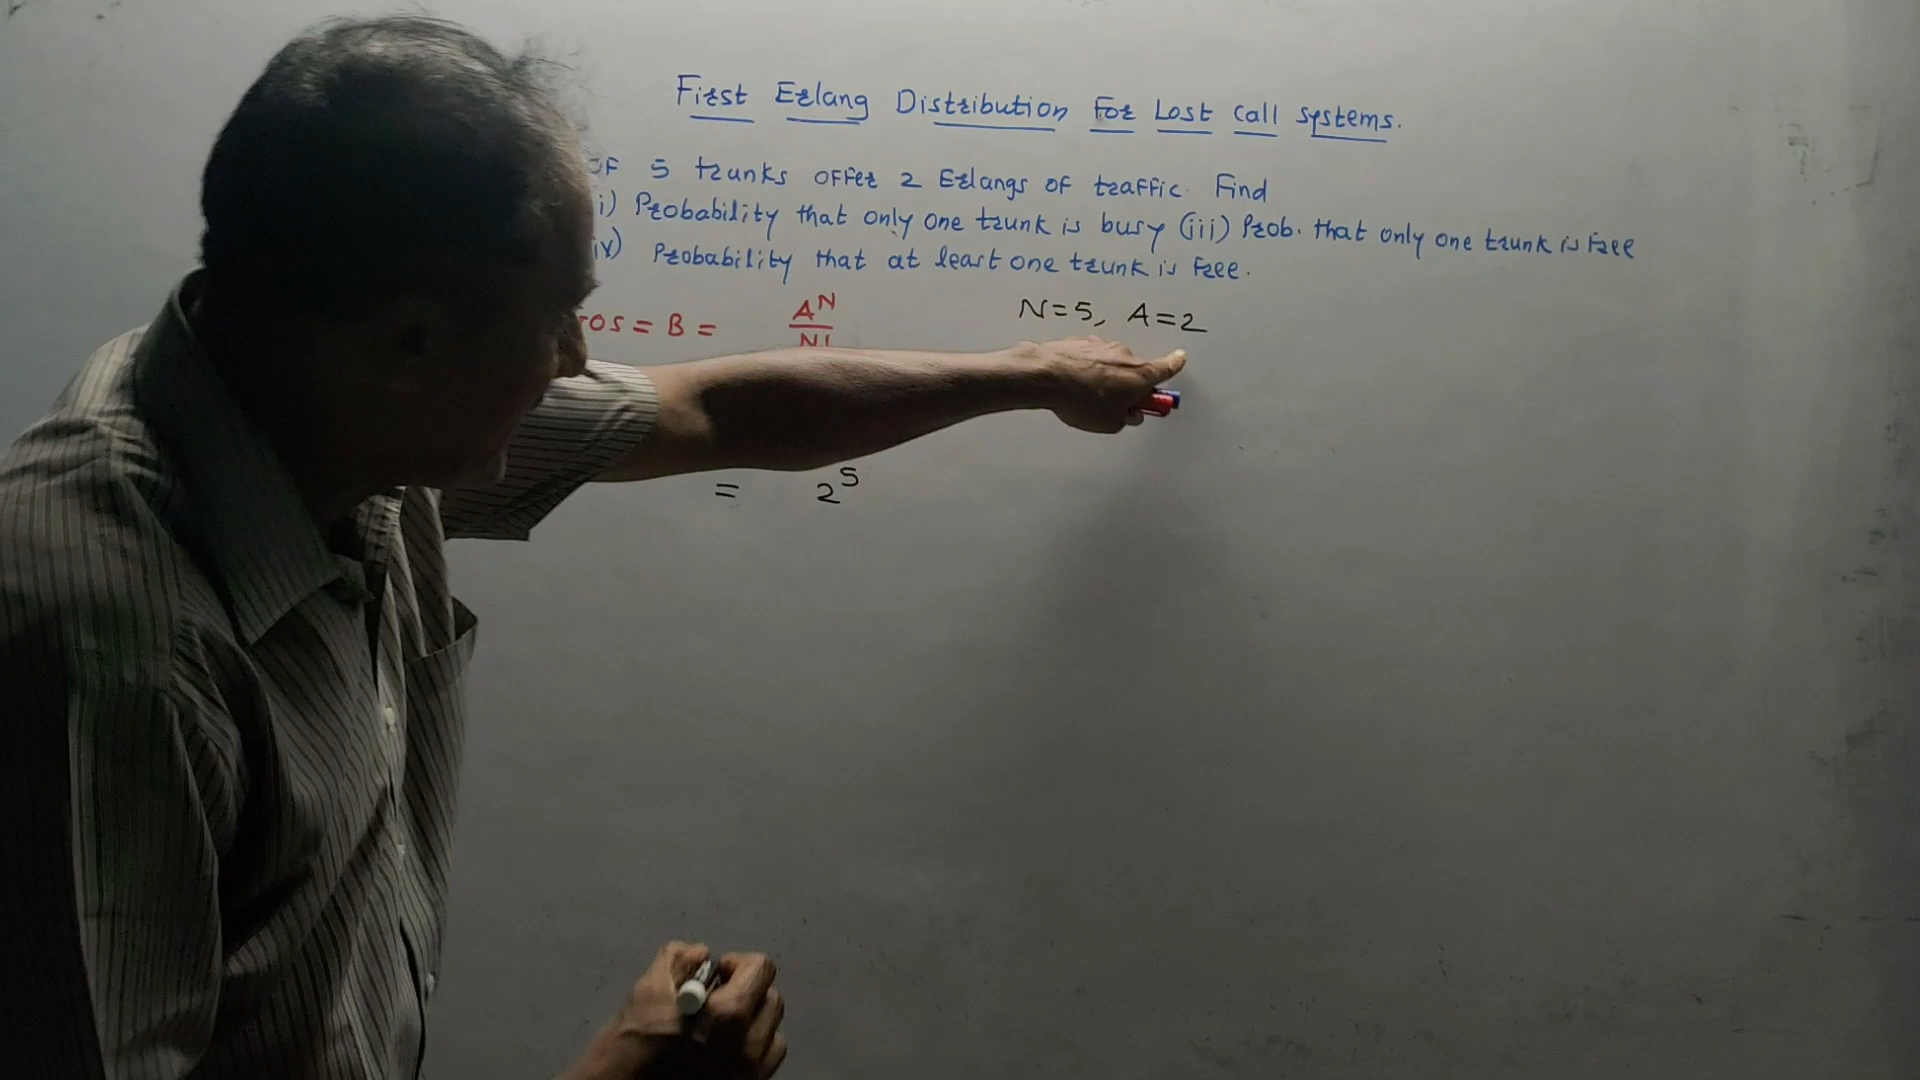 First Erlang Distribution For Lost call systems.
of 5 trunks offer 2 Erlangs of traffic. Find
i) Probability that only one trunk is busy (iii) Prob. that only one trunk is free
iv) Probability that at least one trunk is free.
os = B = A^N
N!
N=5, A=2
= 2^5